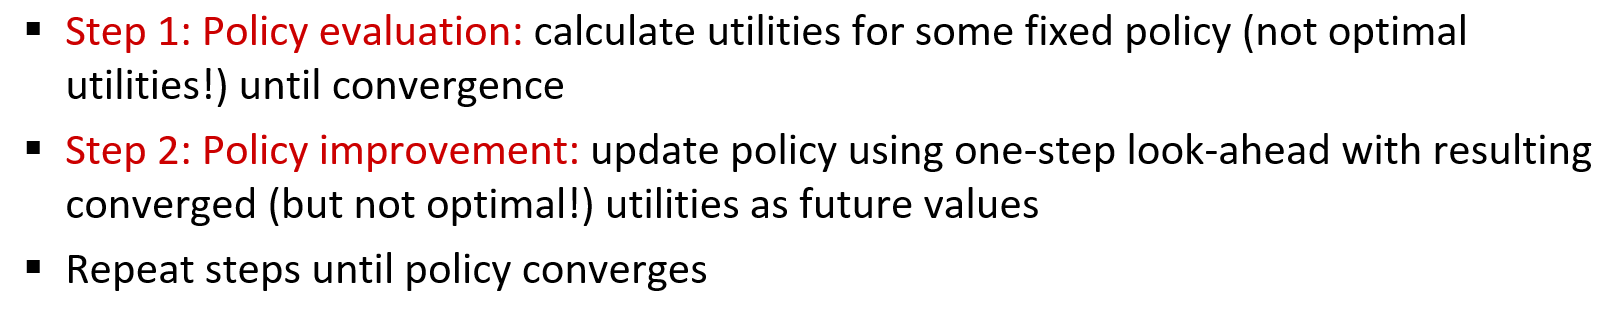 ▪ Step 1: Policy evaluation: calculate utilities for some fixed policy (not optimal
utilities!) until convergence
▪ Step 2: Policy improvement: update policy using one-step look-ahead with resulting
converged (but not optimal!) utilities as future values
▪ Repeat steps until policy converges